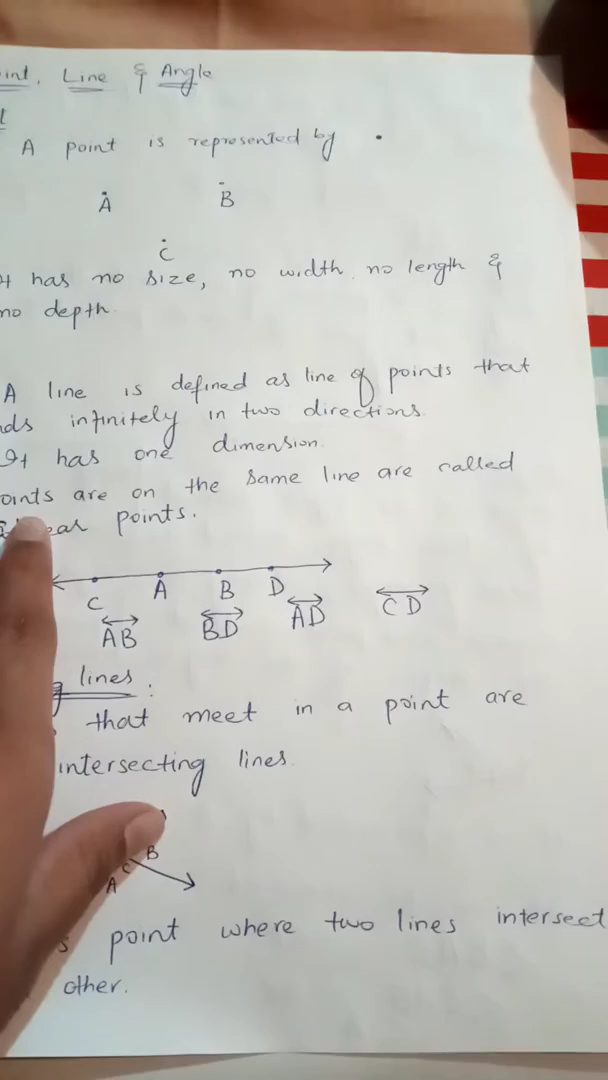 Line & Angle
A point is represented by .
A B
C
has no size, no width no length &
no depth.
A line is defined as line of points that
infinitely in two directions.
It has one dimension.
are on the same line are called
points.
C A B D
AB BD AD CD
lines :
that meet in a point are
intersecting lines.
B
C
A
point where two lines intersect
other.